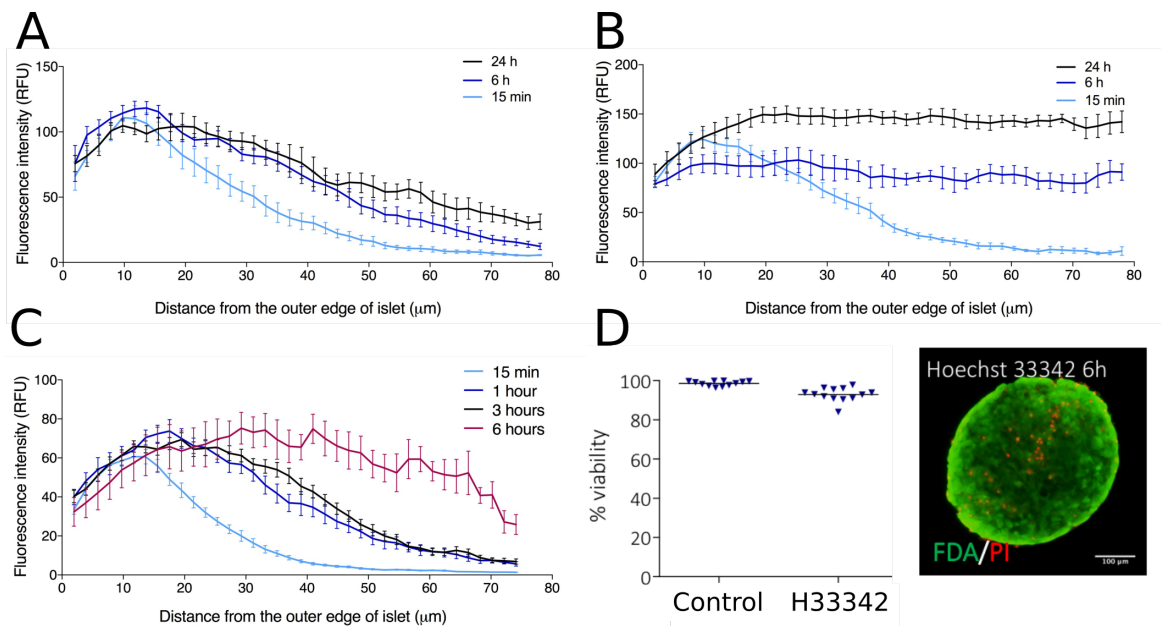 A
Fluorescence intensity (RFU)
150
100
50
0
24 h
6 h
15 min
0 10 20 30 40 50 60 70 80
Distance from the outer edge of islet (μm)
B
Fluorescence intensity (RFU)
200
150
100
50
0
24 h
6 h
15 min
0 10 20 30 40 50 60 70 80
Distance from the outer edge of islet (μm)
C
Fluorescence intensity (RFU)
100
80
60
40
20
0
15 min
1 hour
3 hours
6 hours
0 10 20 30 40 50 60 70 80
Distance from the outer edge of islet (μm)
D
% viability
100
80
60
40
20
0
Control H33342
Hoechst 33342 6h
FDA/PI
100 μm